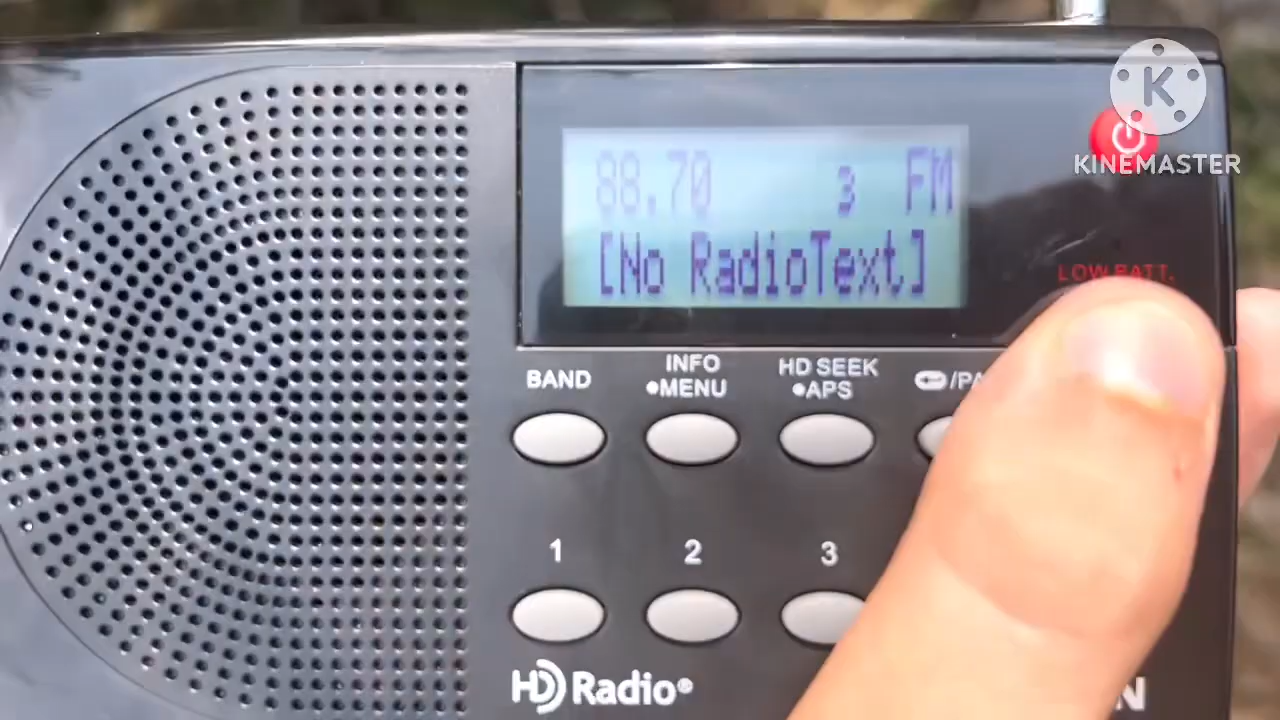 K
KINEMASTER
88.70 3 FM
[No RadioText]
LOW BATT.
BAND
INFO
●MENU
HD SEEK
●APS
1
2
3
HD Radio®